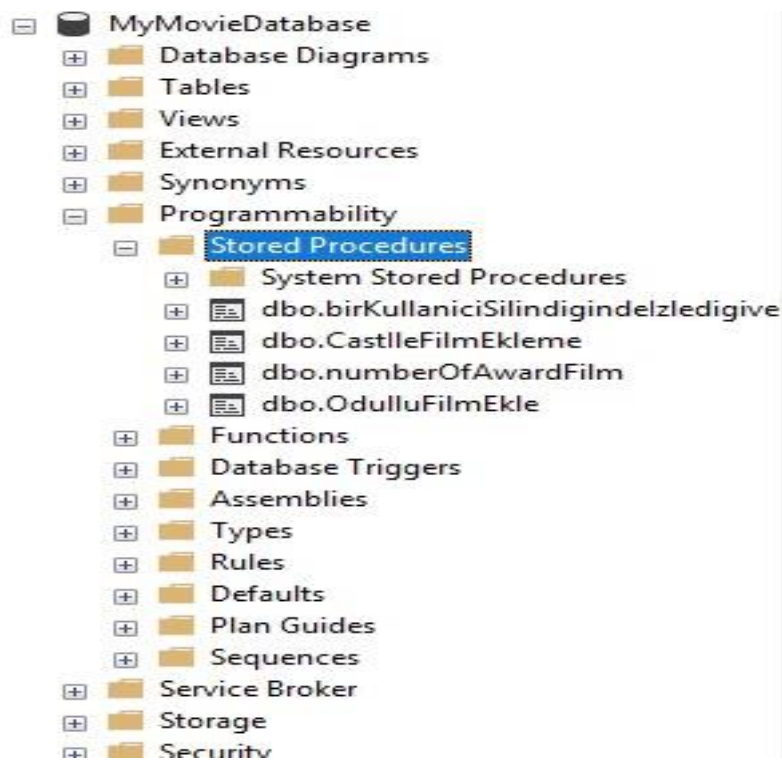 MyMovieDatabase
Database Diagrams
Tables
Views
External Resources
Synonyms
Programmability
Stored Procedures
System Stored Procedures
dbo.birKullaniciSilindigindeIzledigive
dbo.CastIleFilmEkleme
dbo.numberOfAwardFilm
dbo.OdulluFilmEkle
Functions
Database Triggers
Assemblies
Types
Rules
Defaults
Plan Guides
Sequences
Service Broker
Storage
Security